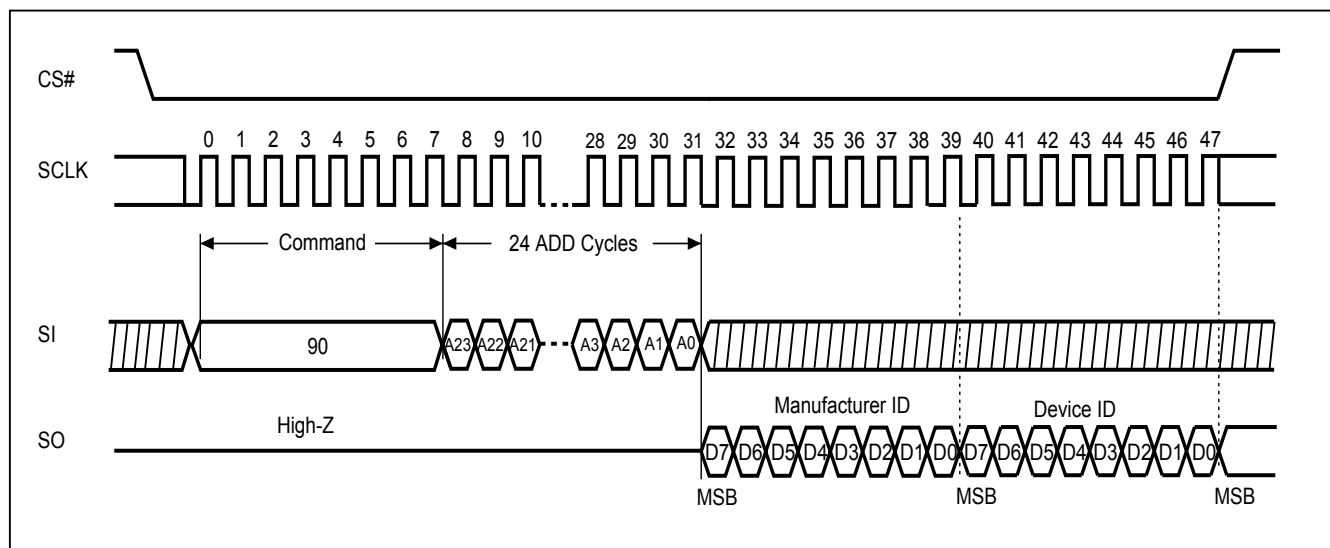 CS#
0 1 2 3 4 5 6 7 8 9 10 28 29 30 31 32 33 34 35 36 37 38 39 40 41 42 43 44 45 46 47
SCLK
Command 24 ADD Cycles
SI 90 A23 A22 A21 A3 A2 A1 A0
Manufacturer ID Device ID
High-Z
SO D7 D6 D5 D4 D3 D2 D1 D0 D7 D6 D5 D4 D3 D2 D1 D0
MSB MSB MSB